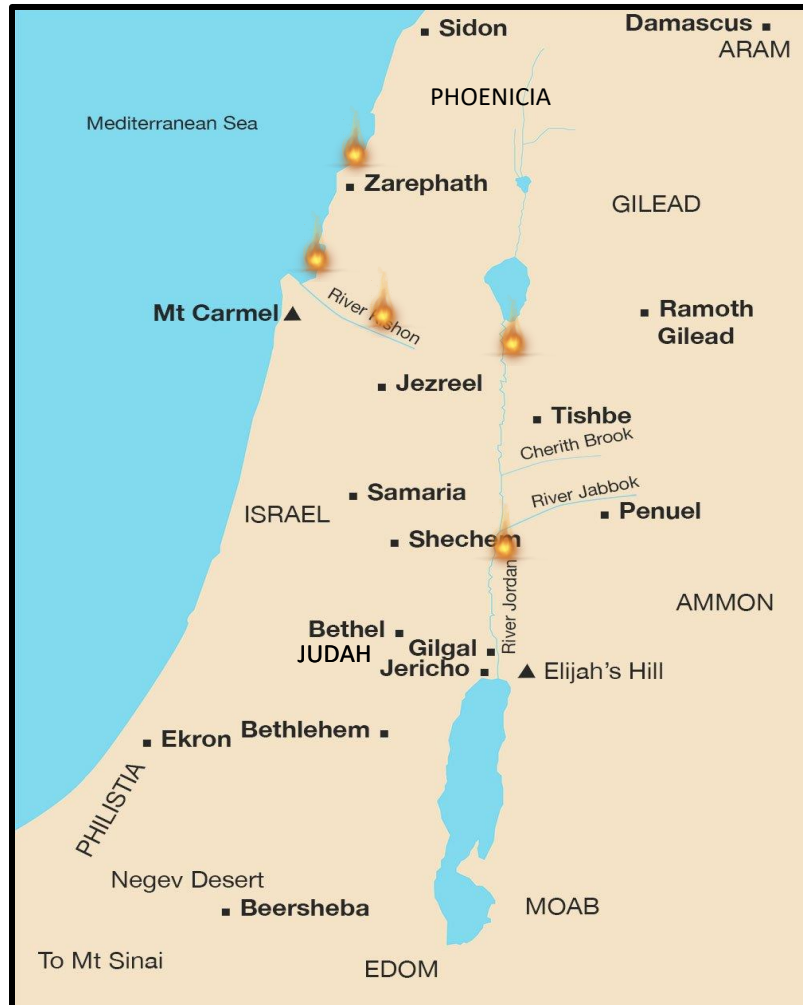 Sidon
Damascus
ARAM
PHOENICIA
Mediterranean Sea
Zarephath
GILEAD
Mt Carmel
River Kishon
Ramoth
Gilead
Jezreel
Tishbe
Cherith Brook
Samaria
River Jabbok
ISRAEL
Penuel
Shechem
River Jordan
AMMON
Bethel
JUDAH
Gilgal
Jericho
Elijah's Hill
Bethlehem
Ekron
PHILISTIA
Negev Desert
Beersheba
MOAB
To Mt Sinai
EDOM